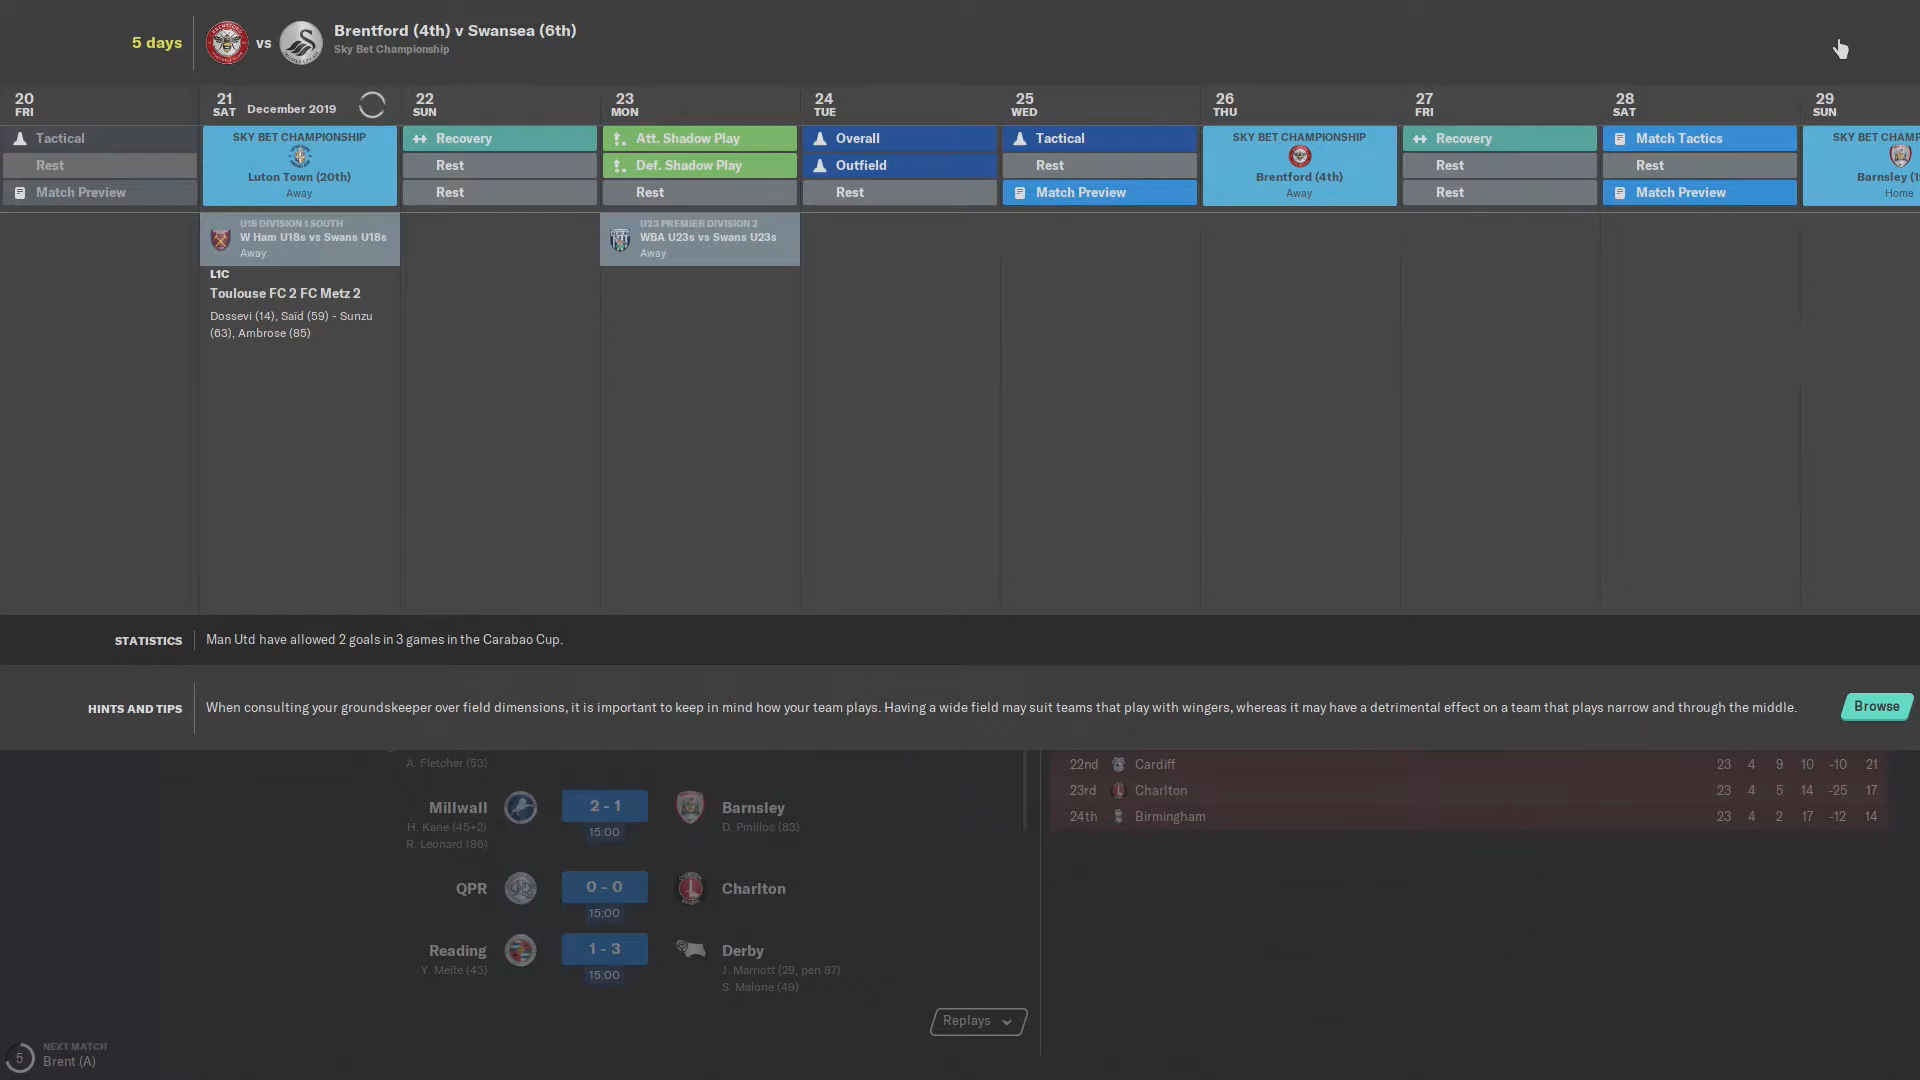 5 days
vs
Brentford (4th) v Swansea (6th)
Sky Bet Championship
20
FRI
21
SAT
December 2019
22
SUN
23
MON
24
TUE
25
WED
26
THU
27
FRI
28
SAT
29
SUN
Tactical
Rest
Match Preview
SKY BET CHAMPIONSHIP
Luton Town (20th)
Away
Recovery
Rest
Rest
Att. Shadow Play
Def. Shadow Play
Rest
Overall
Outfield
Rest
Tactical
Rest
Match Preview
SKY BET CHAMPIONSHIP
Brentford (4th)
Away
Recovery
Rest
Rest
Match Tactics
Rest
Match Preview
SKY BET CHAMP
Barnsley (1
Home
U18 DIVISION 1 SOUTH
W Ham U18s vs Swans U18s
Away
U23 PREMIER DIVISION 2
WBA U23s vs Swans U23s
Away
L1C
Toulouse FC 2 FC Metz 2
Dossevi (14), Saïd (59) - Sunzu
(63), Ambrose (85)
STATISTICS
Man Utd have allowed 2 goals in 3 games in the Carabao Cup.
HINTS AND TIPS
When consulting your groundskeeper over field dimensions, it is important to keep in mind how your team plays. Having a wide field may suit teams that play with wingers, whereas it may have a detrimental effect on a team that plays narrow and through the middle.
Browse
A. Fletcher (53)
Millwall
2 - 1
Barnsley
H. Kane (45+2)
15:00
D. Pinillos (83)
R. Leonard (86)
QPR
0 - 0
Charlton
15:00
Reading
1 - 3
Derby
Y. Meïte (43)
15:00
J. Marriott (29, pen 87)
S. Malone (49)
Replays
22nd Cardiff 23 4 9 10 -10 21
23rd Charlton 23 4 5 14 -25 17
24th Birmingham 23 4 2 17 -12 14
5
NEXT MATCH
Brent (A)